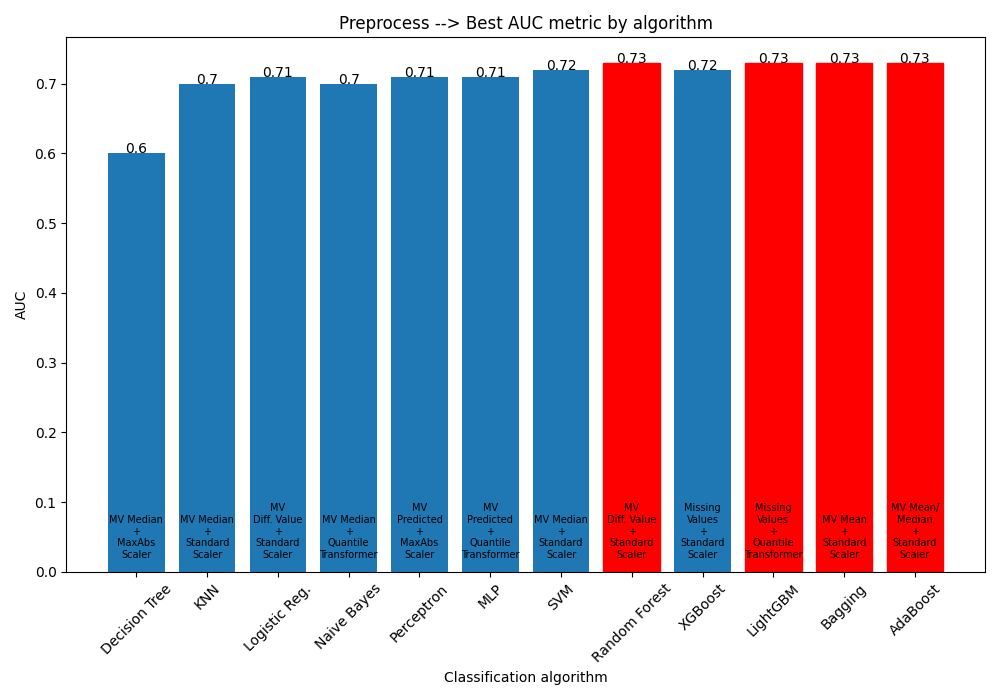 Preprocess --> Best AUC metric by algorithm
AUC
0.7
0.6
0.5
0.4
0.3
0.2
0.1
0.0
0.6
0.7
0.71
0.7
0.71
0.71
0.72
0.73
0.72
0.73
0.73
0.73
MV Median
+
MaxAbs
Scaler
MV Median
+
Standard
Scaler
MV
Diff. Value
+
Standard
Scaler
MV Median
+
Quantile
Transformer
MV
Predicted
+
MaxAbs
Scaler
MV
Predicted
+
Quantile
Transformer
MV Median
+
Standard
Scaler
MV
Diff. Value
+
Standard
Scaler
Missing
Values
+
Standard
Scaler
Missing
Values
+
Quantile
Transformer
MV Mean
+
Standard
Scaler
MV Mean/
Median
+
Standard
Scaler
Decision Tree
KNN
Logistic Reg.
Naive Bayes
Perceptron
MLP
SVM
Random Forest
XGBoost
LightGBM
Bagging
AdaBoost
Classification algorithm